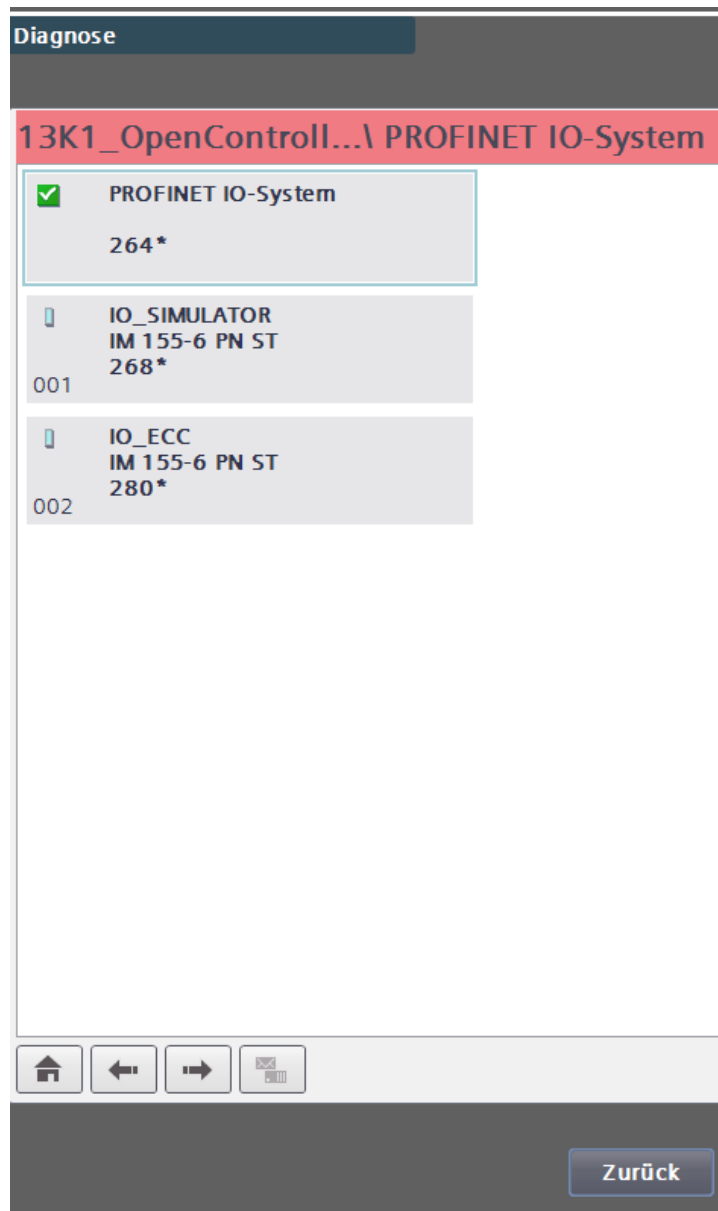 Diagnose
13K1_OpenControll...\ PROFINET IO-System
PROFINET IO-System
264*
IO_SIMULATOR
IM 155-6 PN ST
268*
001
IO_ECC
IM 155-6 PN ST
280*
002
Zurück